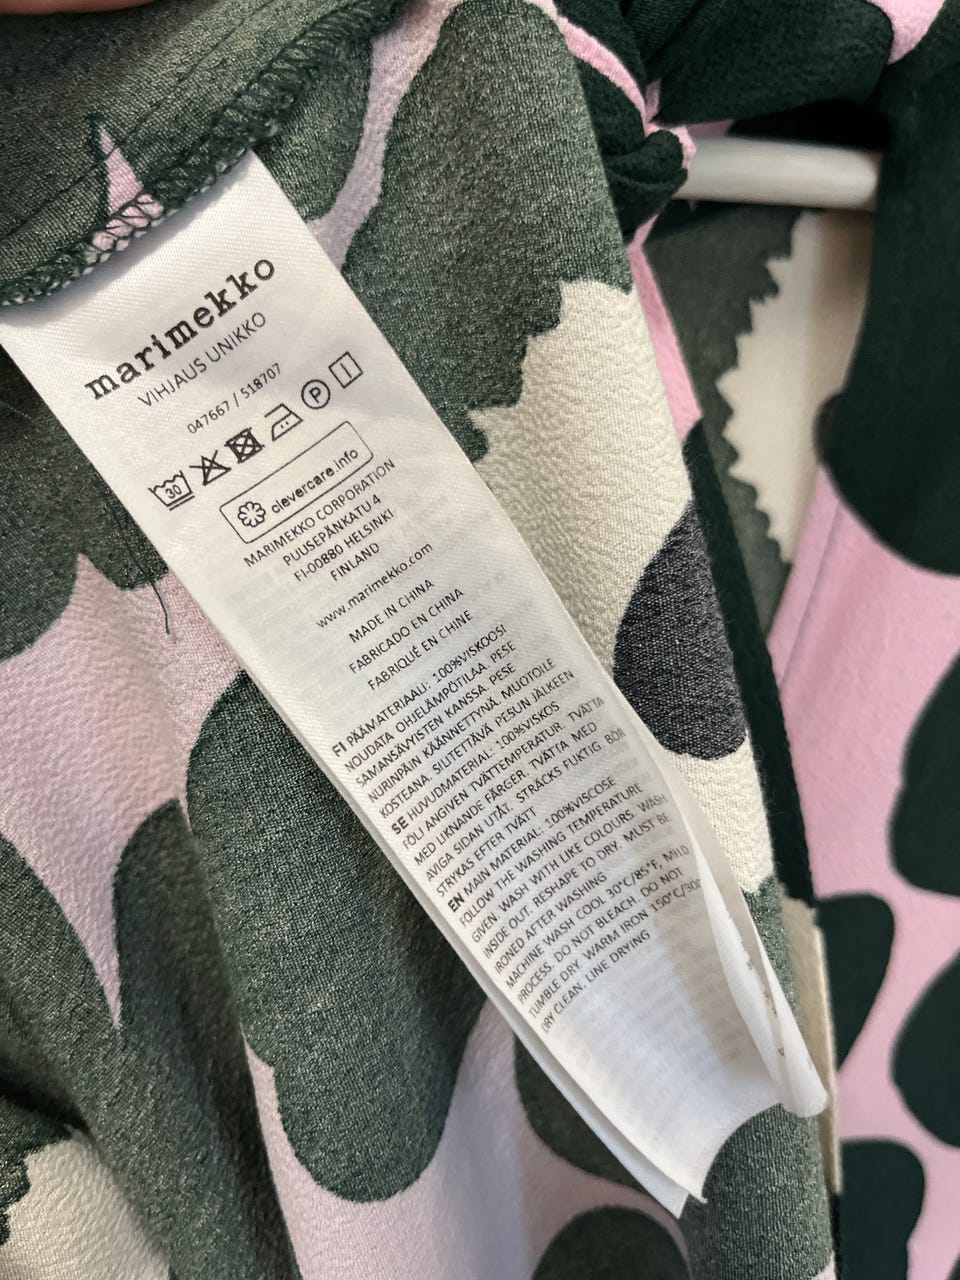 marimekko
VIHJAUS UNIKKO
047667 / 518707
30
P
clevercare.info
MARIMEKKO CORPORATION
PUUSEPÄNKATU 4
FI-00880 HELSINKI
FINLAND
www.marimekko.com
MADE IN CHINA
FABRICADO EN CHINA
FABRIQUÉ EN CHINE
FI PÄÄMATERIAALI: 100%VISKOOSI
NOUDATA OHJELÄMPÖTILAA. PESE
SAMANSÄVYISTEN KANSSA. PESE
NURINPÄIN KÄÄNNETTYNÄ. MUOTOILE
KOSTEANA. SILITETTÄVÄ PESUN JÄLKEEN
SE HUVUDMATERIAL: 100%VISKOS
FÖLJ ANGIVEN TVÄTTEMPERATUR. TVÄTTA
MED LIKNANDE FÄRGER. TVÄTTA MED
AVIGA SIDAN UTÅT. STRÄCKS FUKTIG. BÖR
STRYKAS EFTER TVÄTT
EN MAIN MATERIAL: 100%VISCOSE
FOLLOW THE WASHING TEMPERATURE
GIVEN. WASH WITH LIKE COLOURS. WASH
INSIDE OUT. RESHAPE TO DRY. MUST BE
IRONED AFTER WASHING
MACHINE WASH COOL 30°C/85°F, MILD
PROCESS. DO NOT BLEACH. DO NOT
TUMBLE DRY. WARM IRON 150°C/
DRY CLEAN. LINE DRYING